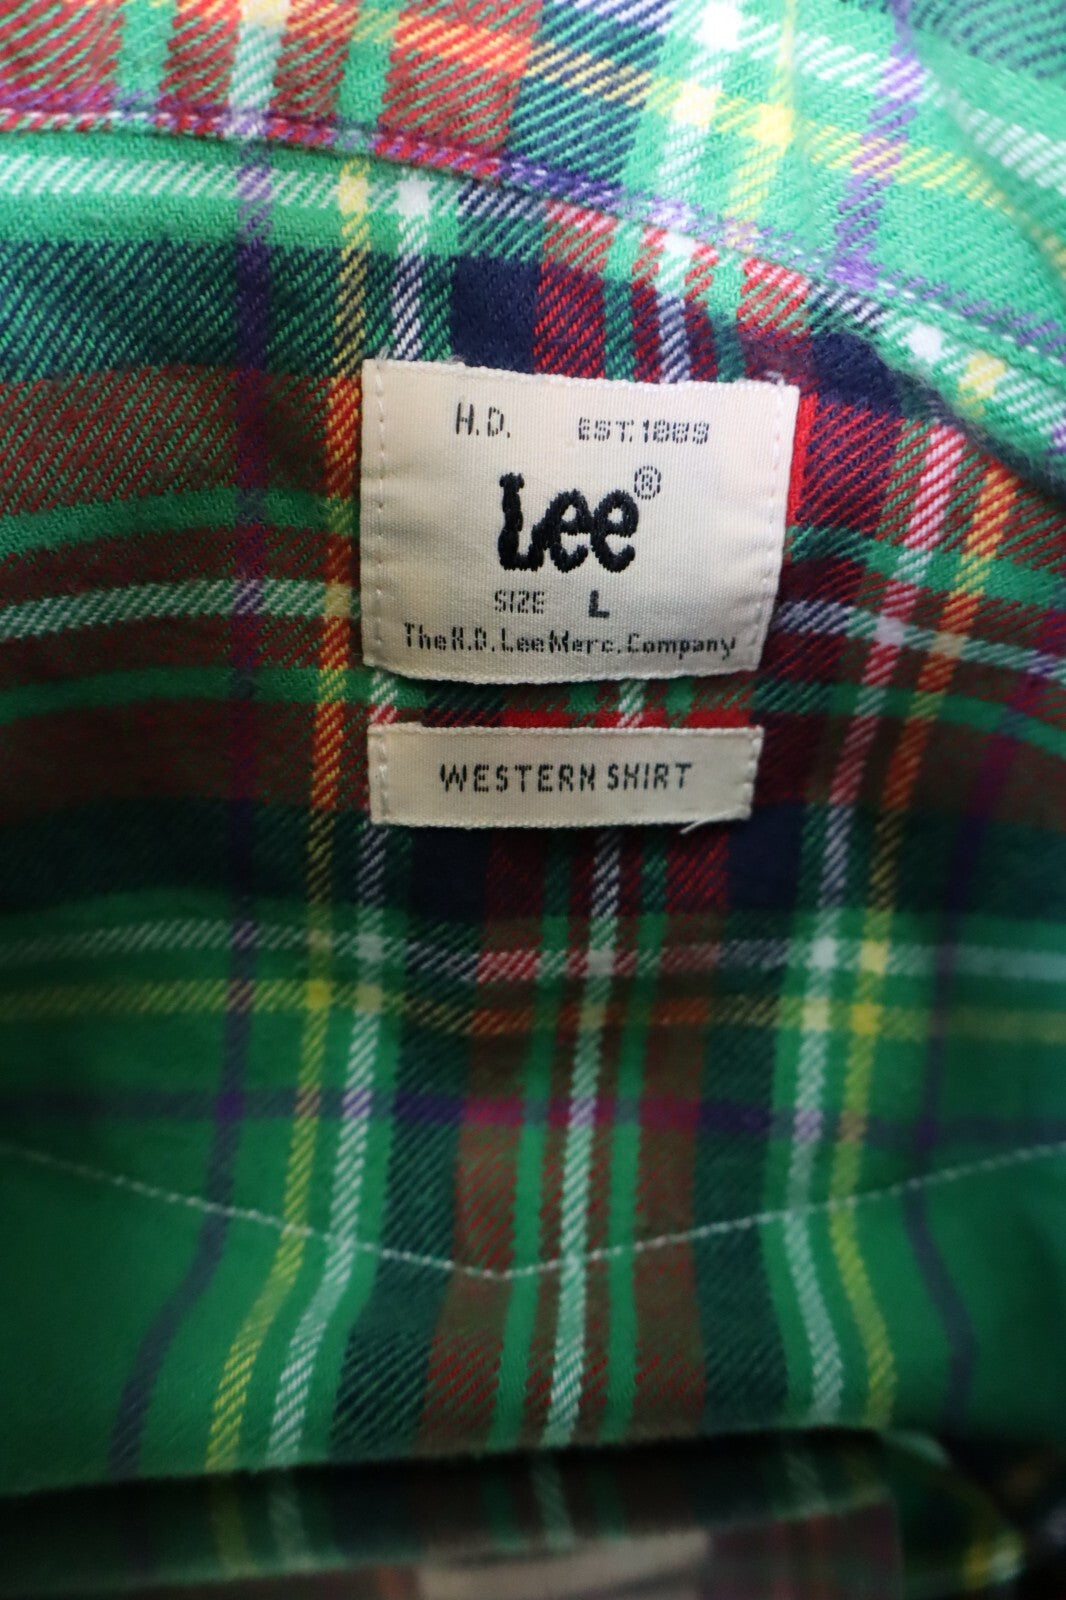 H.D. EST. 1889
Lee®
SIZE L
The H.D. Lee Merc. Company
WESTERN SHIRT